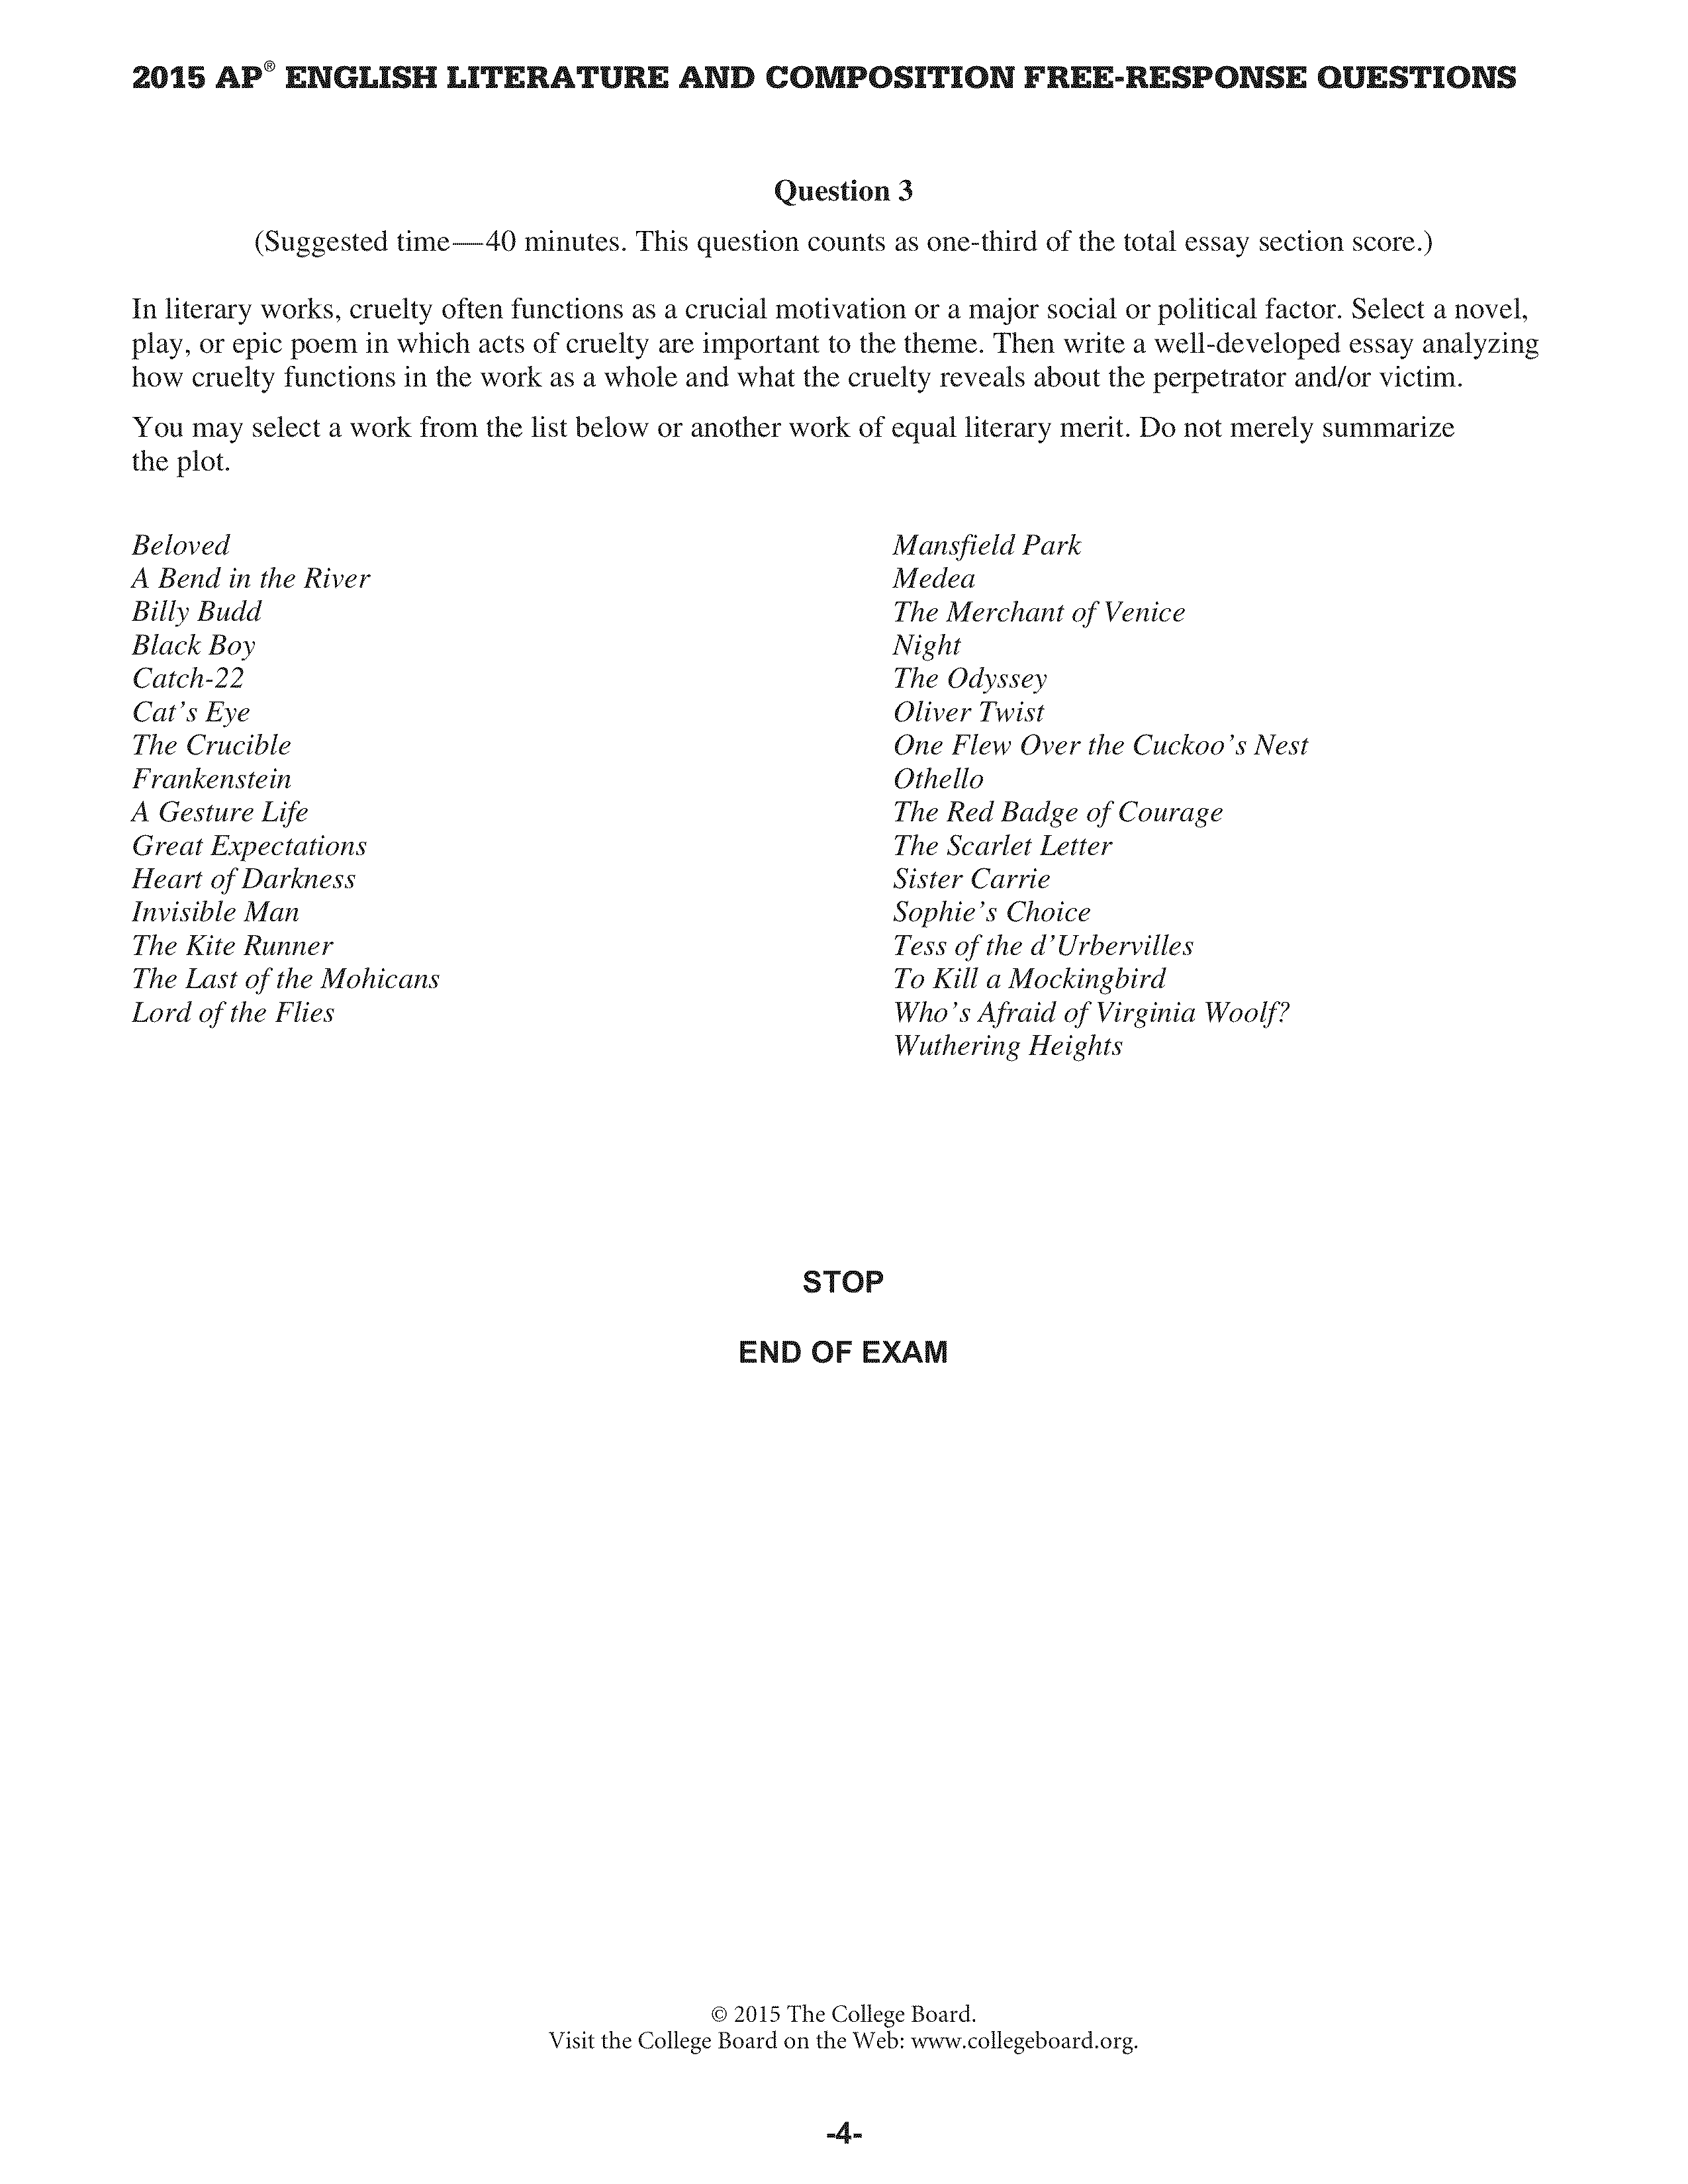 2015 AP® ENGLISH LITERATURE AND COMPOSITION FREE-RESPONSE QUESTIONS
Question 3
(Suggested time—40 minutes. This question counts as one-third of the total essay section score.)
In literary works, cruelty often functions as a crucial motivation or a major social or political factor. Select a novel,
play, or epic poem in which acts of cruelty are important to the theme. Then write a well-developed essay analyzing
how cruelty functions in the work as a whole and what the cruelty reveals about the perpetrator and/or victim.
You may select a work from the list below or another work of equal literary merit. Do not merely summarize
the plot.
Beloved
A Bend in the River
Billy Budd
Black Boy
Catch-22
Cat's Eye
The Crucible
Frankenstein
A Gesture Life
Great Expectations
Heart of Darkness
Invisible Man
The Kite Runner
The Last of the Mohicans
Lord of the Flies
Mansfield Park
Medea
The Merchant of Venice
Night
The Odyssey
Oliver Twist
One Flew Over the Cuckoo's Nest
Othello
The Red Badge of Courage
The Scarlet Letter
Sister Carrie
Sophie's Choice
Tess of the d'Urbervilles
To Kill a Mockingbird
Who's Afraid of Virginia Woolf?
Wuthering Heights
STOP
END OF EXAM
© 2015 The College Board.
Visit the College Board on the Web: www.collegeboard.org.
-4-